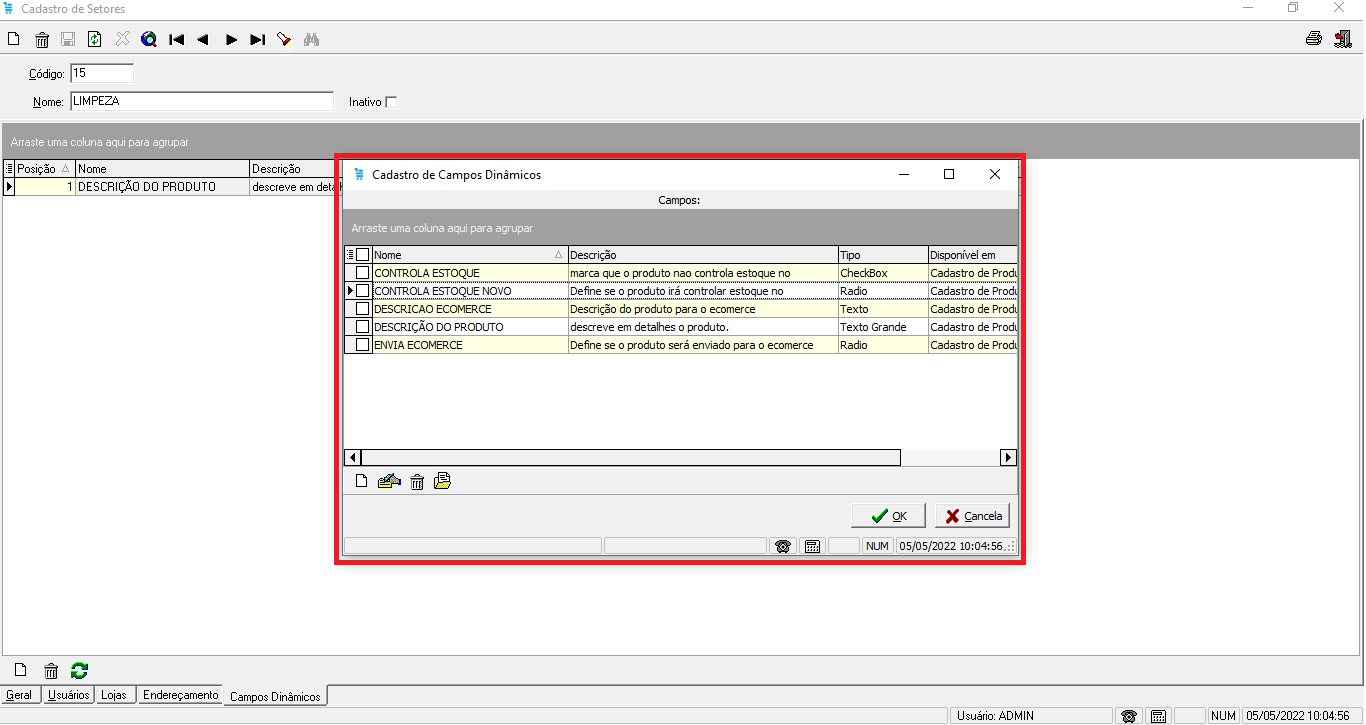 Cadastro de Setores
Código: 15
Nome: LIMPEZA Inativo
Arraste uma coluna aqui para agrupar
Posição Nome Descrição
1 DESCRIÇÃO DO PRODUTO descreve em detal
Cadastro de Campos Dinâmicos
Campos:
Arraste uma coluna aqui para agrupar
Nome Descrição Tipo Disponível em
CONTROLA ESTOQUE marca que o produto nao controla estoque no CheckBox Cadastro de Produ
CONTROLA ESTOQUE NOVO Define se o produto irá controlar estoque no Radio Cadastro de Produ
DESCRICAO ECOMERCE Descrição do produto para o ecomerce Texto Cadastro de Produ
DESCRIÇÃO DO PRODUTO descreve em detalhes o produto. Texto Grande Cadastro de Produ
ENVIA ECOMERCE Define se o produto será enviado para o ecomerce Radio Cadastro de Produ
OK Cancela
NUM 05/05/2022 10:04:56
Geral Usuários Lojas Endereçamento Campos Dinâmicos
Usuário: ADMIN NUM 05/05/2022 10:04:56